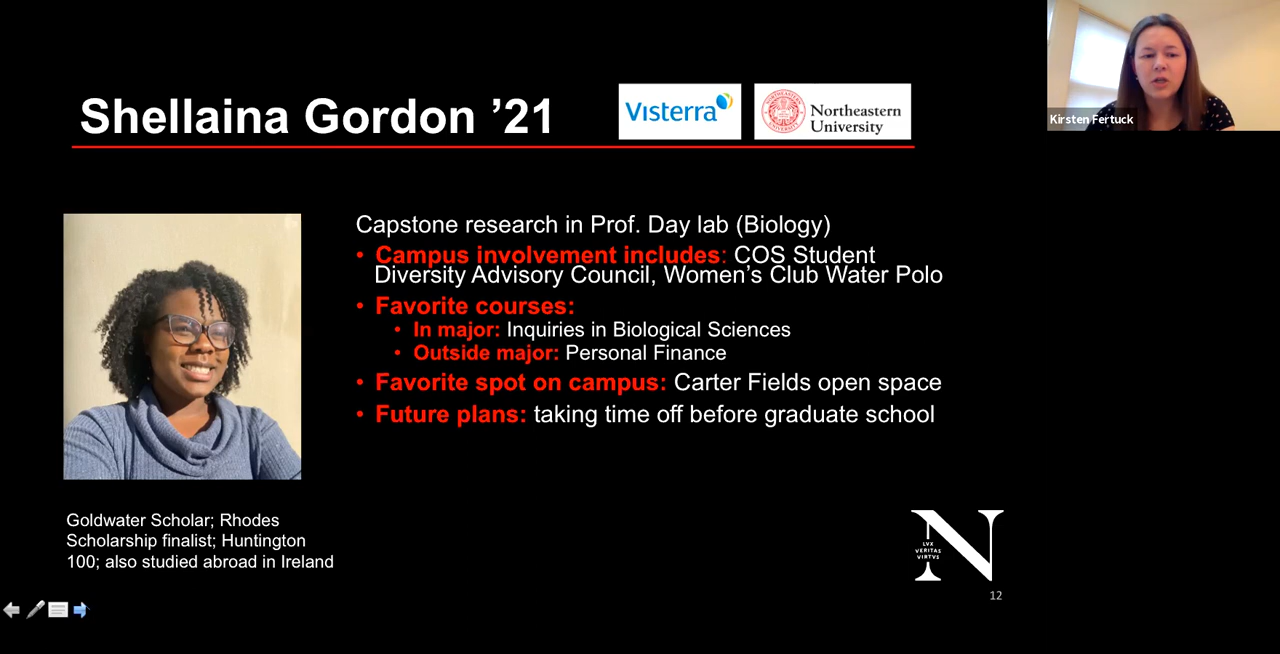 Shellaina Gordon ’21
Visterra
Northeastern
University
Kirsten Fertuck
Capstone research in Prof. Day lab (Biology)
• Campus involvement includes: COS Student
Diversity Advisory Council, Women’s Club Water Polo
• Favorite courses:
• In major: Inquiries in Biological Sciences
• Outside major: Personal Finance
• Favorite spot on campus: Carter Fields open space
• Future plans: taking time off before graduate school
Goldwater Scholar; Rhodes
Scholarship finalist; Huntington
100; also studied abroad in Ireland
N
LVX
VERITAS
VIRTVS
12